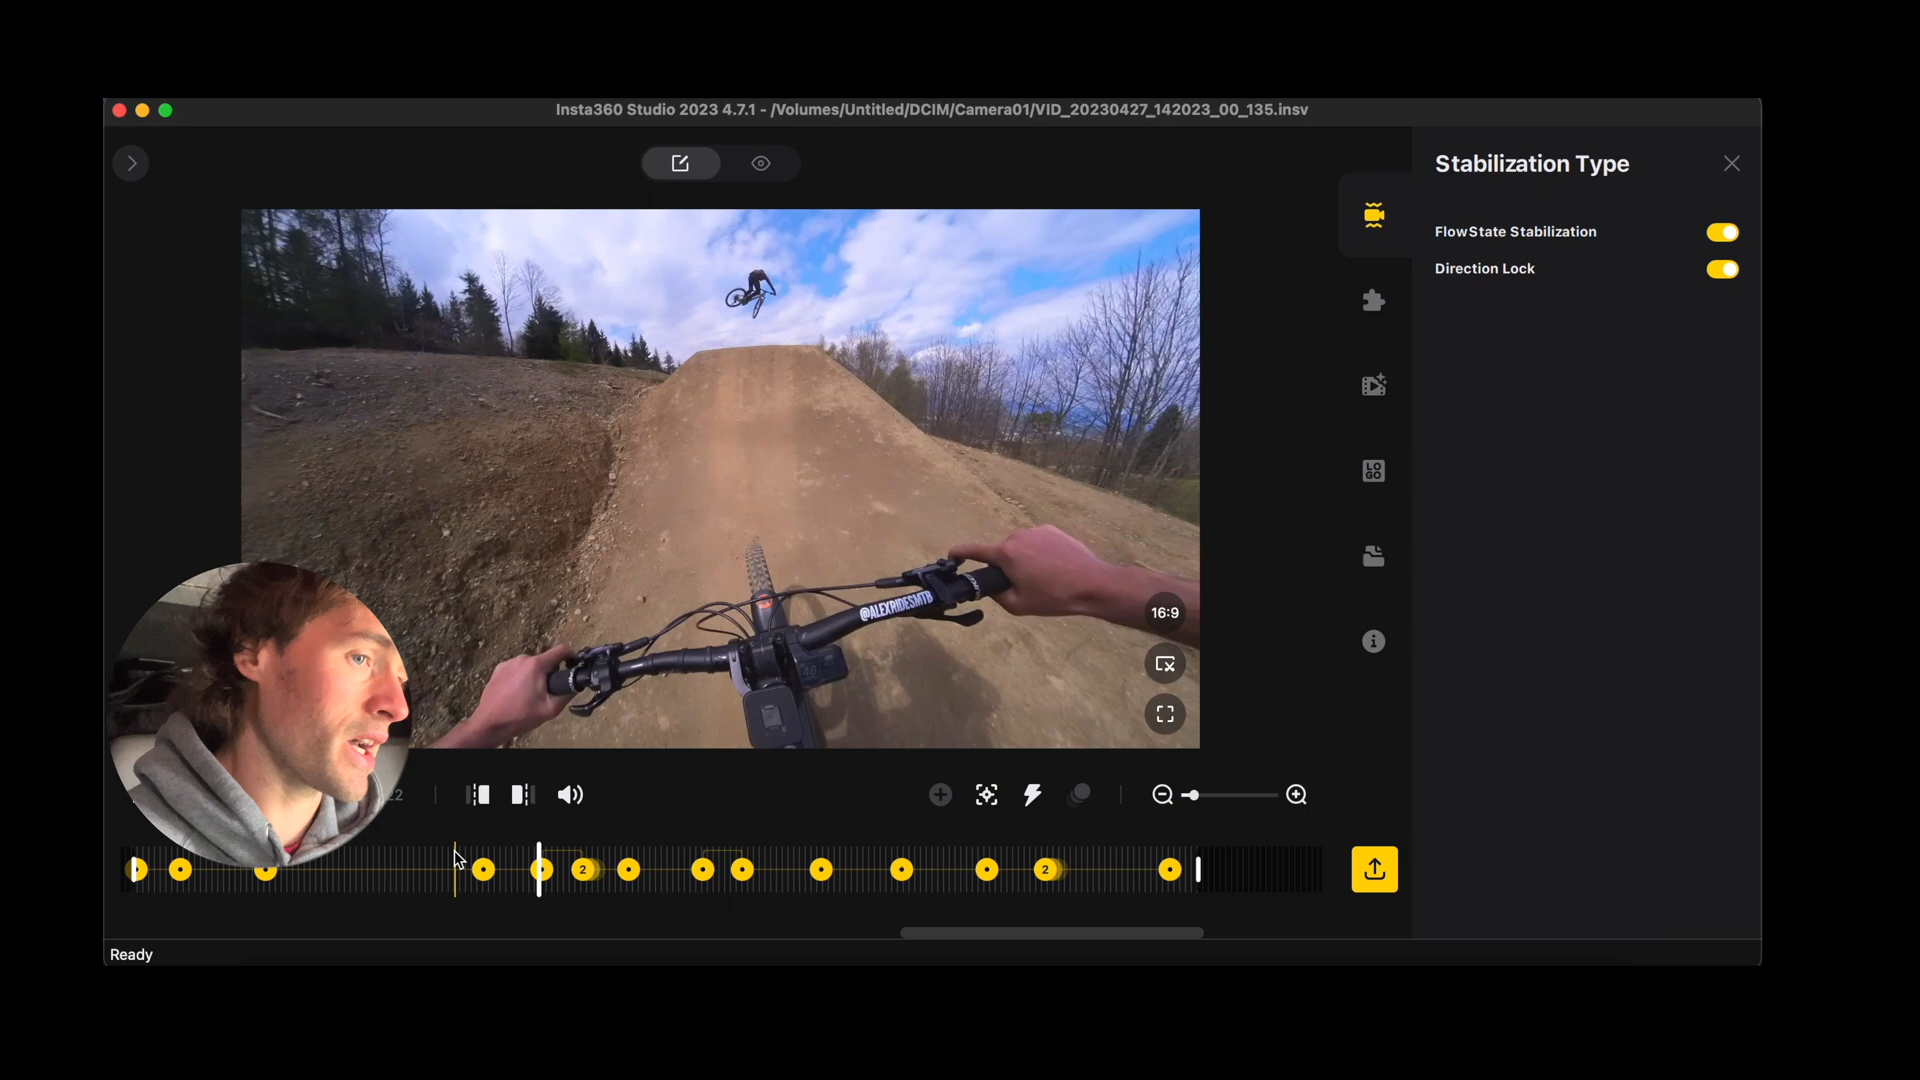 Insta360 Studio 2023 4.7.1 - /Volumes/Untitled/DCIM/Camera01/VID_20230427_142023_00_135.insv
Stabilization Type
FlowState Stabilization
Direction Lock
LOGO
@ALEXRIDESMTB
16:9
2
2
Ready